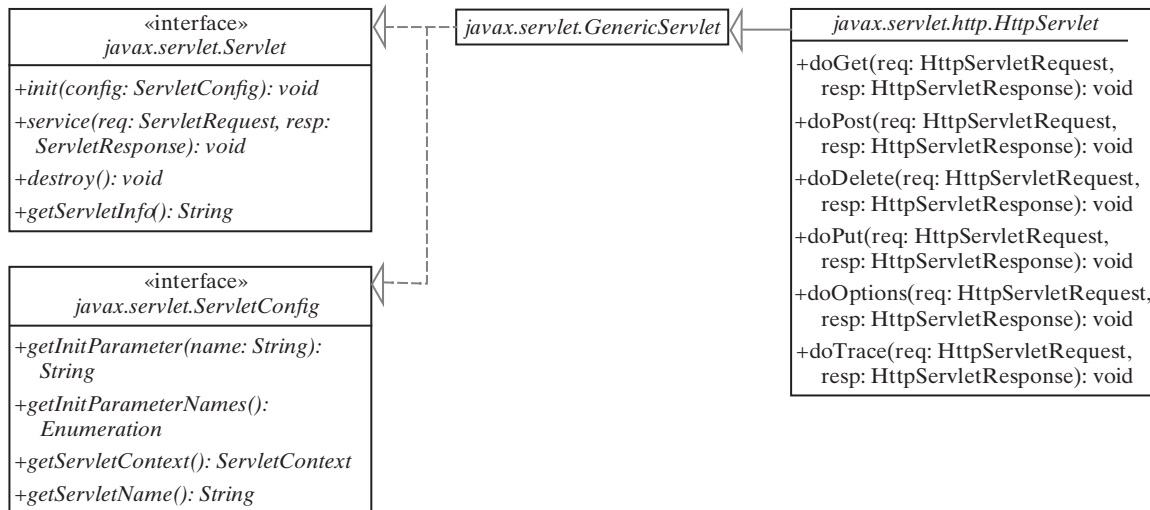 «interface»
javax.servlet.Servlet
+init(config: ServletConfig): void
+service(req: ServletRequest, resp:
ServletResponse): void
+destroy(): void
+getServletInfo(): String
«interface»
javax.servlet.ServletConfig
+getInitParameter(name: String):
String
+getInitParameterNames():
Enumeration
+getServletContext(): ServletContext
+getServletName(): String
javax.servlet.GenericServlet
javax.servlet.http.HttpServlet
+doGet(req: HttpServletRequest,
resp: HttpServletResponse): void
+doPost(req: HttpServletRequest,
resp: HttpServletResponse): void
+doDelete(req: HttpServletRequest,
resp: HttpServletResponse): void
+doPut(req: HttpServletRequest,
resp: HttpServletResponse): void
+doOptions(req: HttpServletRequest,
resp: HttpServletResponse): void
+doTrace(req: HttpServletRequest,
resp: HttpServletResponse): void